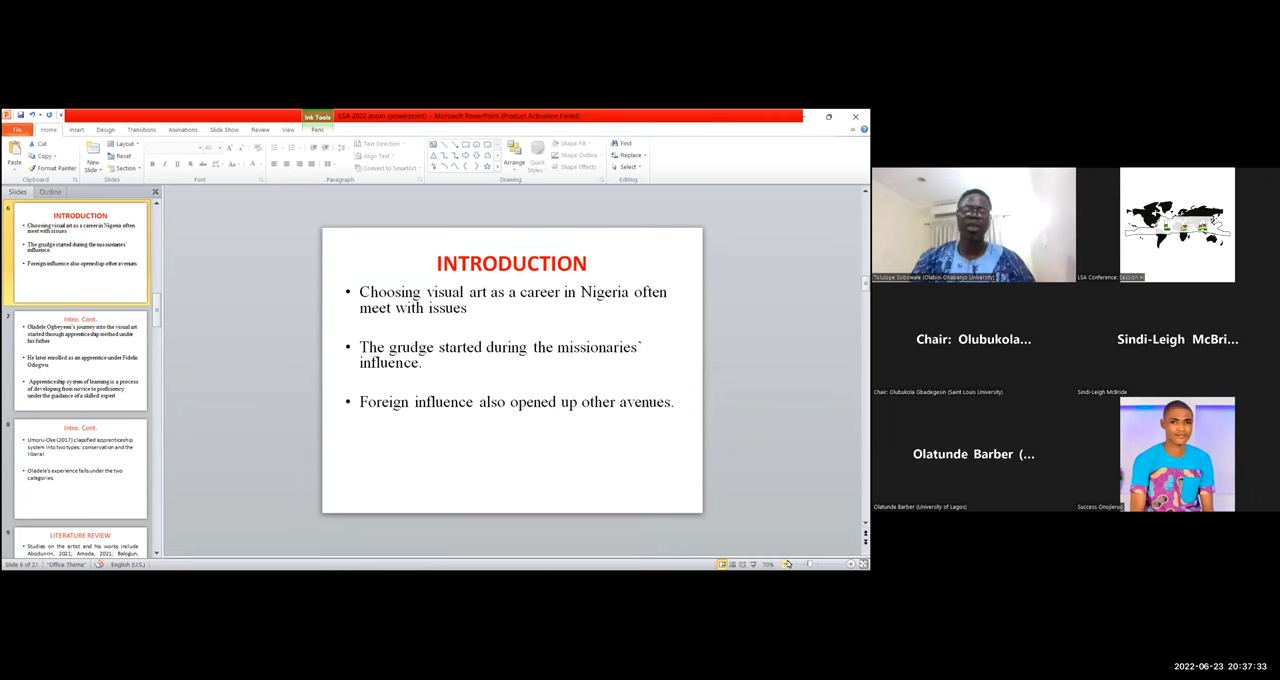 Ink Tools
LSA 2022 zoom (powerpoint) - Microsoft PowerPoint (Product Activation Failed)
File Home Insert Design Transitions Animations Slide Show Review View Pens
Paste
Cut
Copy
Format Painter
Clipboard
New
Slide
Layout
Reset
Section
Slides
Font
Text Direction
Align Text
Convert to SmartArt
Paragraph
Arrange
Quick
Styles
Shape Fill
Shape Outline
Shape Effects
Drawing
Find
Replace
Select
Editing
Slides Outline
6
INTRODUCTION
• Choosing visual art as a career in Nigeria often
meet with issues
• The grudge started during the missionaries`
influence.
• Foreign influence also opened up other avenues.
7
Intro. Cont.
• Oladele Ogbeyemi's journey into the visual art
started through apprenticeship method under
his father
• He later enrolled as an apprentice under Fidelis
Odogwu
• Apprenticeship system of learning is a process
of developing from novice to proficiency
under the guidance of a skilled expert
8
Intro. Cont.
• Umoru-Oke (2017) classified apprenticeship
system into two types: conservation and the
liberal
• Oladele's experience falls under the two
categories
9
LITERATURE REVIEW
• Studies on the artist and his works include
Abodunrin, 2021; Amoda, 2021; Balogun,
INTRODUCTION
• Choosing visual art as a career in Nigeria often
meet with issues
• The grudge started during the missionaries`
influence.
• Foreign influence also opened up other avenues.
Slide 6 of 21 "Office Theme" English (U.S.) 70%
Tolulope Sobowale (Olabisi Onabanjo University)
LSA Conference: Session H
Chair: Olubukola...
Chair: Olubukola Gbadegesin (Saint Louis University)
Sindi-Leigh McBri...
Sindi-Leigh McBride
Olatunde Barber (...
Olatunde Barber (University of Lagos)
Success Onojieruo
2022-06-23 20:37:33